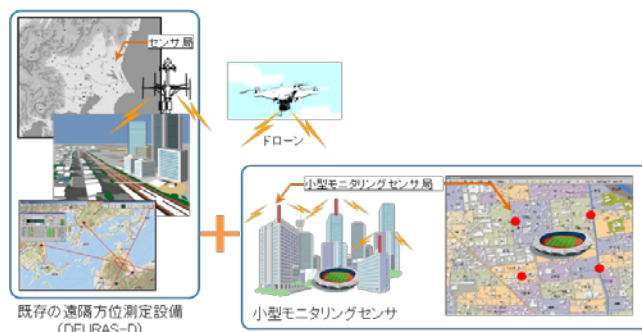 センサ局
ドローン
小型モニタリングセンサ局
小型モニタリングセンサ
既存の遠隔方位測定設備
(DEURAS-D)